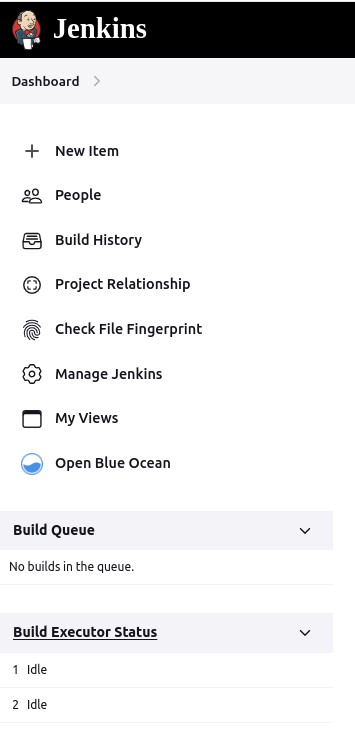 Jenkins
Dashboard
New Item
People
Build History
Project Relationship
Check File Fingerprint
Manage Jenkins
My Views
Open Blue Ocean
Build Queue
No builds in the queue.
Build Executor Status
1 Idle
2 Idle